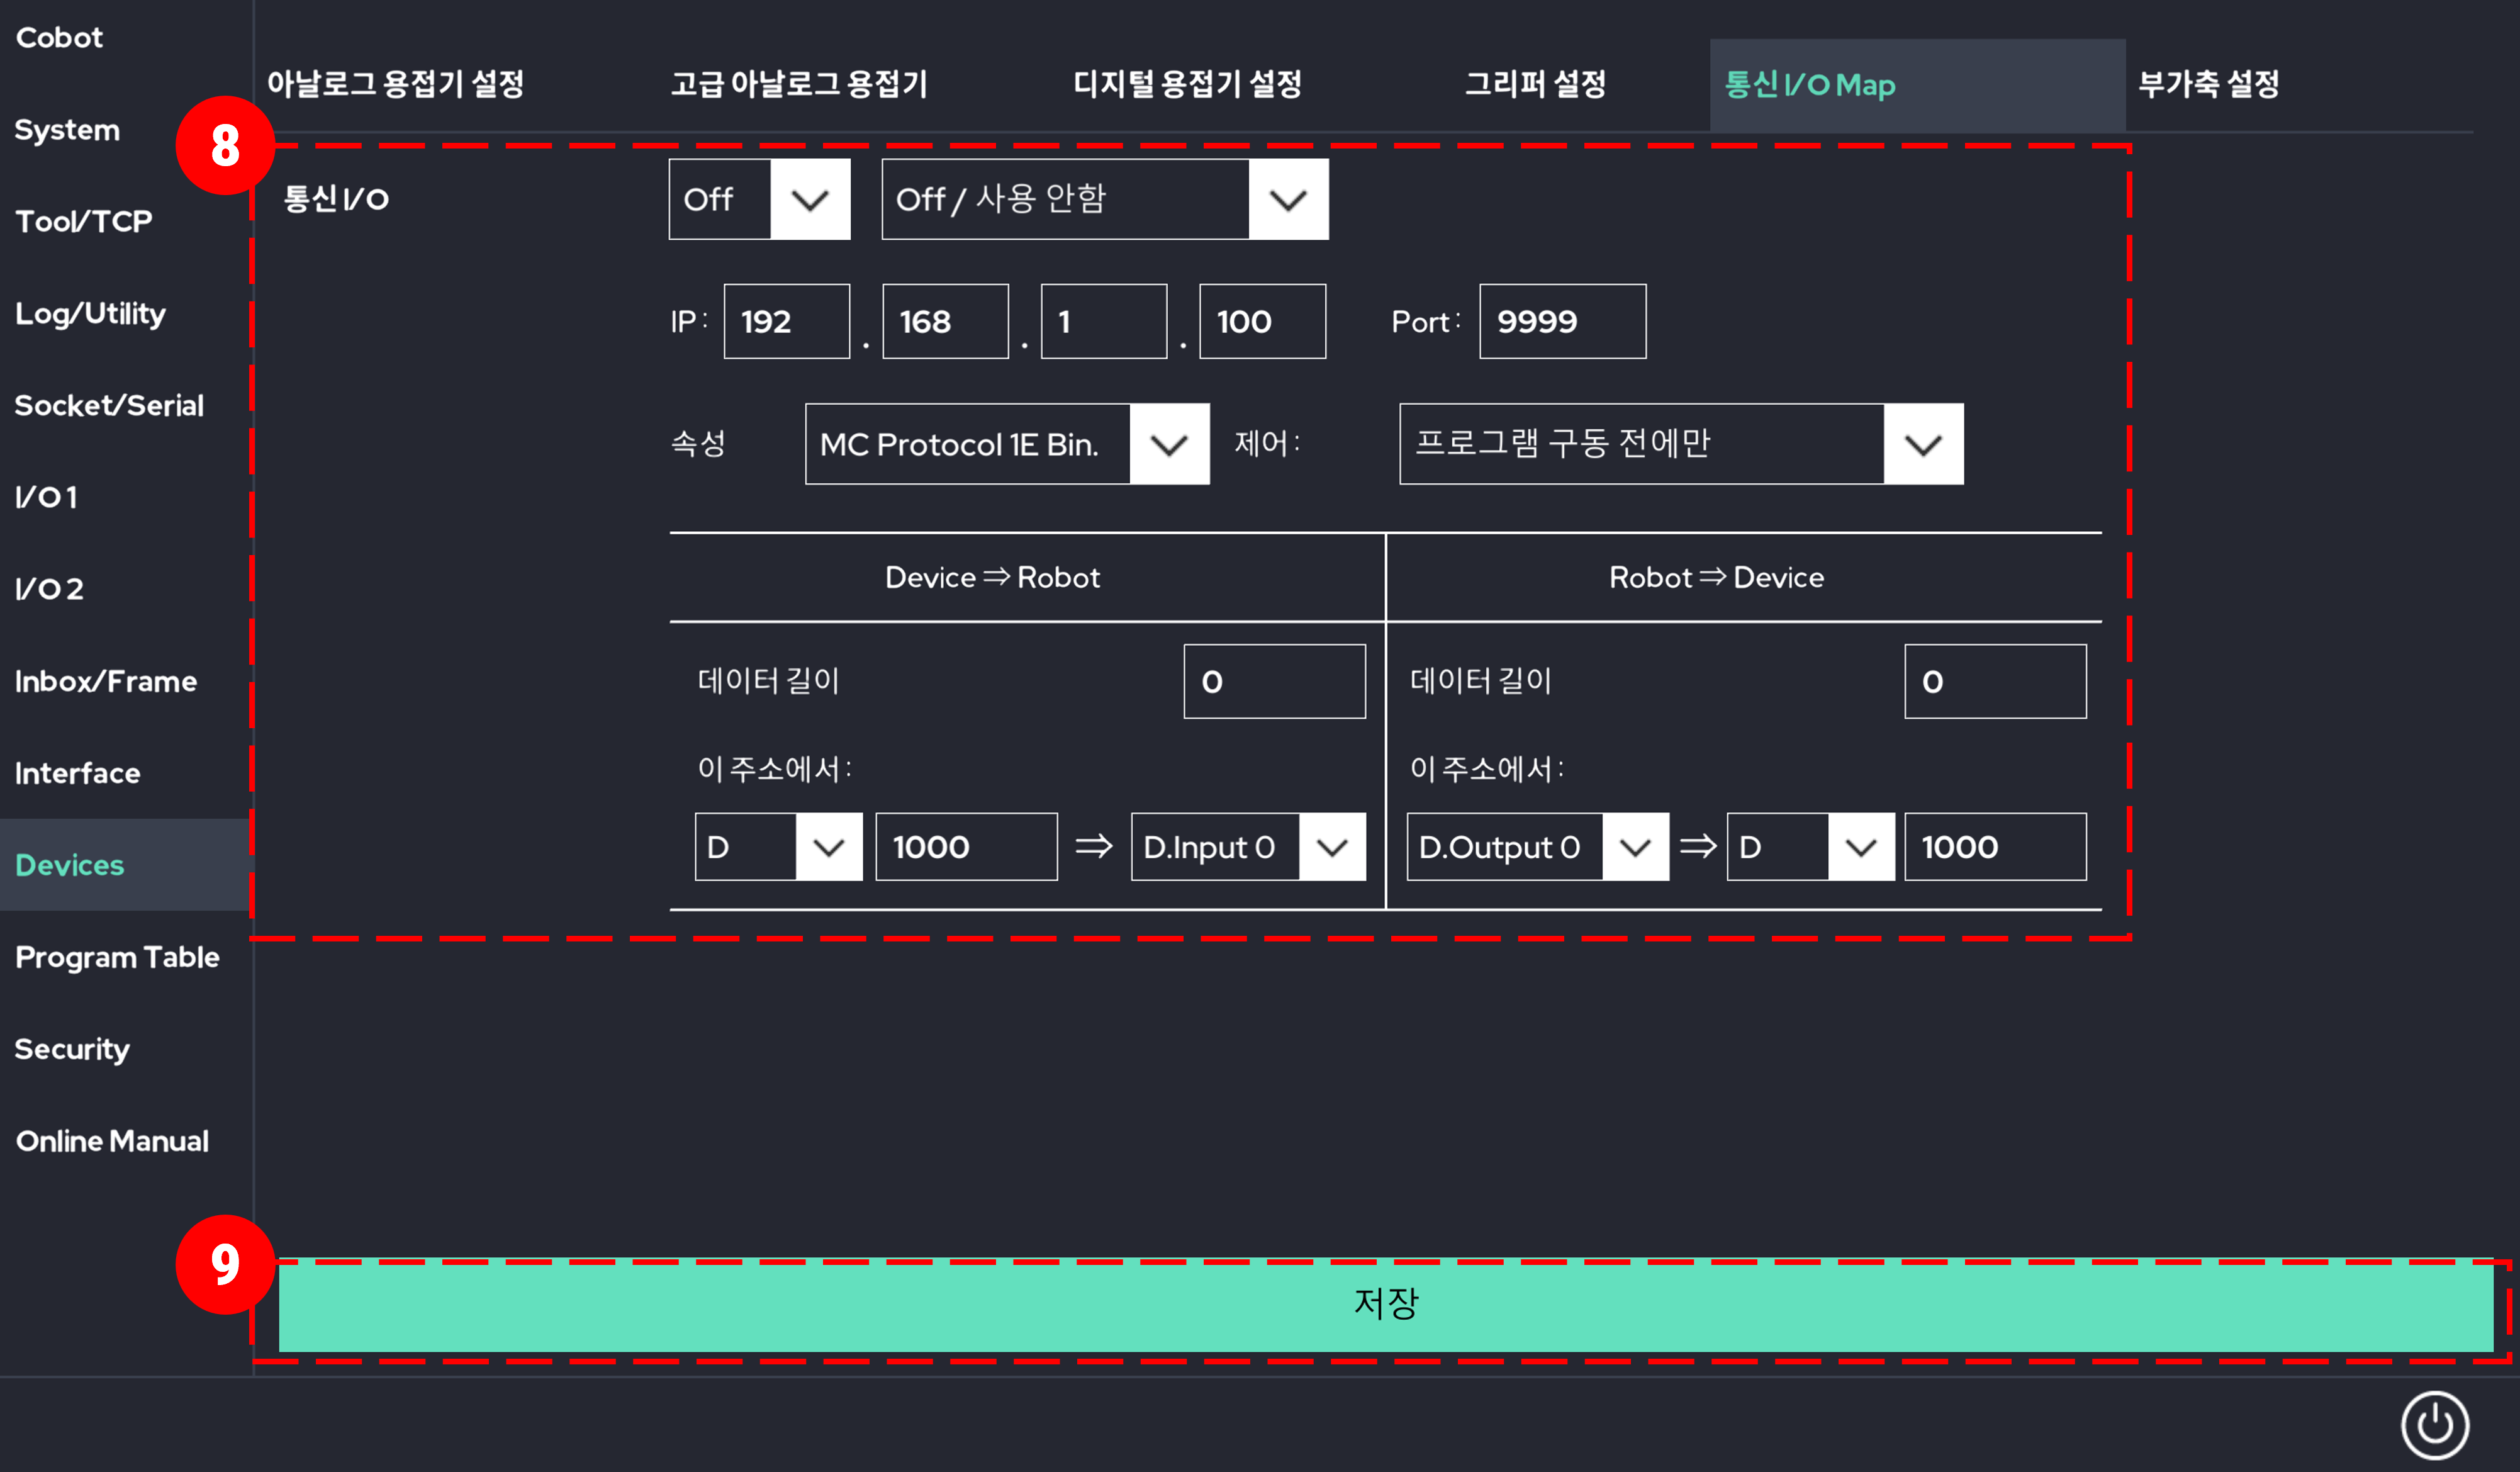 Cobot
System
Tool/TCP
Log/Utility
Socket/Serial
I/O 1
I/O 2
Inbox/Frame
Interface
Devices
Program Table
Security
Online Manual
아날로그 용접기 설정 고급 아날로그 용접기 디지털 용접기 설정 그리퍼 설정 통신 I/O Map 부가축 설정
8
통신 I/O Off Off / 사용 안함
IP : 192 . 168 . 1 . 100 Port : 9999
속성 MC Protocol 1E Bin. 제어 : 프로그램 구동 전에만
Device ⇒ Robot Robot ⇒ Device
데이터 길이 0 데이터 길이 0
이 주소에서 : 이 주소에서 :
D 1000 ⇒ D.Input 0 D.Output 0 ⇒ D 1000
9
저장